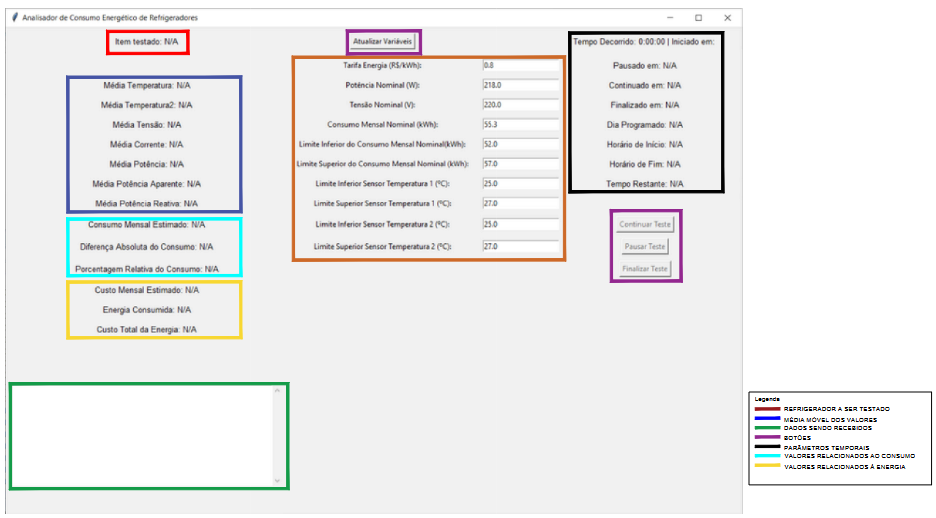 Analisador de Consumo Energético de Refrigeradores
Item testado: N/A
Média Temperatura: N/A
Média Temperatura2: N/A
Média Tensão: N/A
Média Corrente: N/A
Média Potência: N/A
Média Potência Aparente: N/A
Média Potência Reativa: N/A
Consumo Mensal Estimado: N/A
Diferença Absoluta do Consumo: N/A
Porcentagem Relativa do Consumo: N/A
Custo Mensal Estimado: N/A
Energia Consumida: N/A
Custo Total da Energia: N/A
Atualizar Variáveis
Tarifa Energia (R$/kWh): 0.8
Potência Nominal (W): 218.0
Tensão Nominal (V): 220.0
Consumo Mensal Nominal (kWh): 55.3
Limite Inferior do Consumo Mensal Nominal(kWh): 52.0
Limite Superior do Consumo Mensal Nominal (kWh): 57.0
Limite Inferior Sensor Temperatura 1 (ºC): 25.0
Limite Superior Sensor Temperatura 1 (ºC): 27.0
Limite Inferior Sensor Temperatura 2 (ºC): 25.0
Limite Superior Sensor Temperatura 2 (ºC): 27.0
Tempo Decorrido: 0:00:00 | Iniciado em:
Pausado em: N/A
Continuado em: N/A
Finalizado em: N/A
Dia Programado: N/A
Horário de Início: N/A
Horário de Fim: N/A
Tempo Restante: N/A
Continuar Teste
Pausar Teste
Finalizar Teste
Legenda
REFRIGERADOR A SER TESTADO
MÉDIA MÓVEL DOS VALORES
DADOS SENDO RECEBIDOS
BOTÕES
PARÂMETROS TEMPORAIS
VALORES RELACIONADOS AO CONSUMO
VALORES RELACIONADOS À ENERGIA